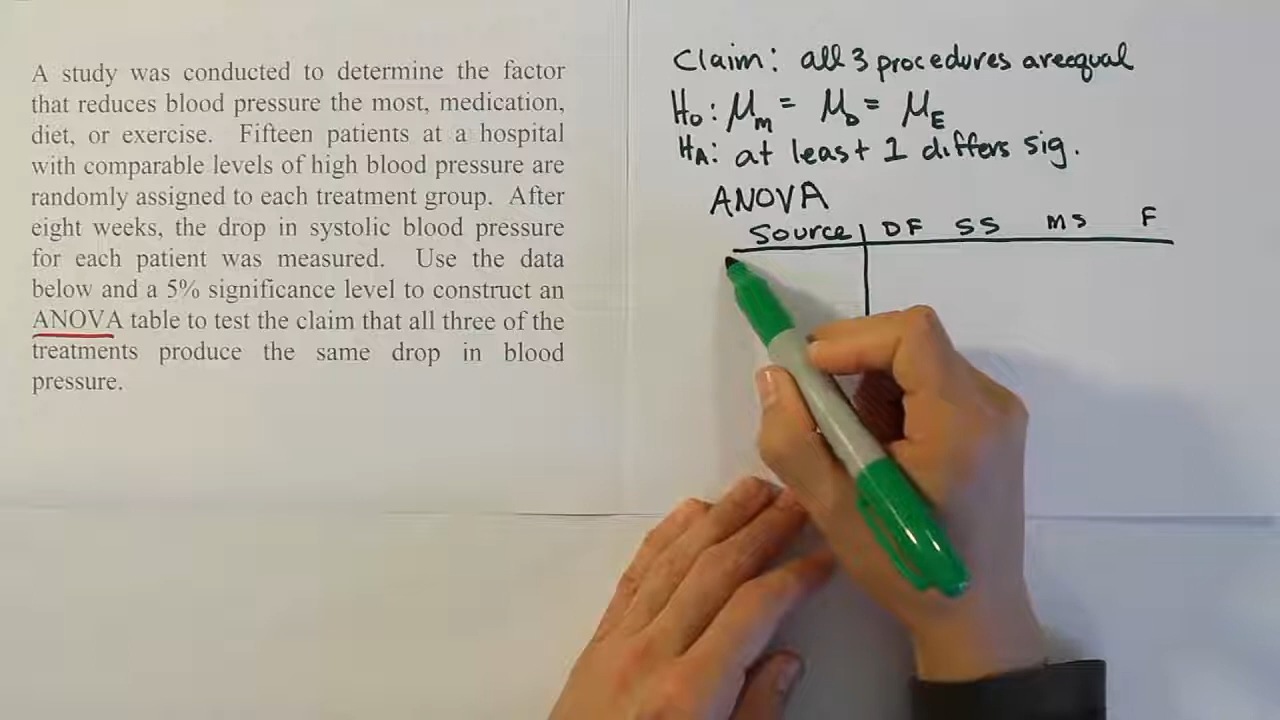 A study was conducted to determine the factor
that reduces blood pressure the most, medication,
diet, or exercise. Fifteen patients at a hospital
with comparable levels of high blood pressure are
randomly assigned to each treatment group. After
eight weeks, the drop in systolic blood pressure
for each patient was measured. Use the data
below and a 5% significance level to construct an
ANOVA table to test the claim that all three of the
treatments produce the same drop in blood
pressure.
Claim: all 3 procedures are equal
H₀: μₘ = μ_D = μ_E
H_A: at least 1 differs sig.
ANOVA
Source DF SS MS F